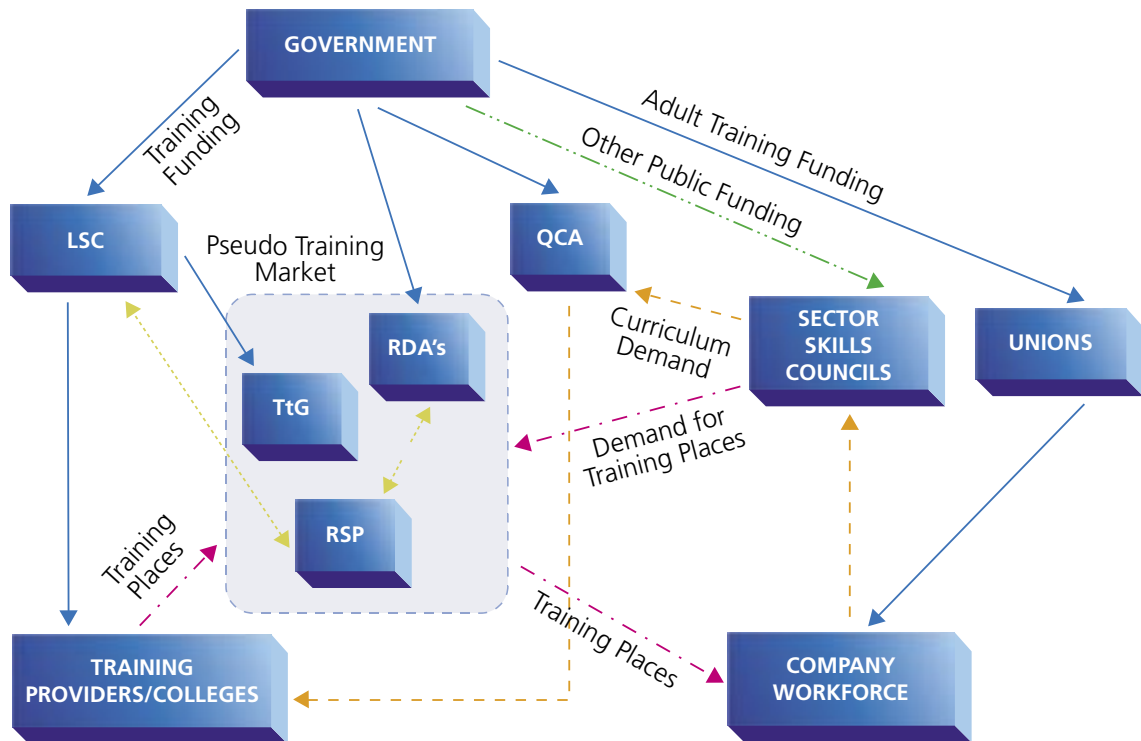 GOVERNMENT
Training
Funding
Adult Training Funding
Other Public Funding
LSC
Pseudo Training
Market
QCA
RDA's
TtG
RSP
Curriculum
Demand
SECTOR
SKILLS
COUNCILS
UNIONS
Demand for
Training Places
Training
Places
Training Places
TRAINING
PROVIDERS/COLLEGES
COMPANY
WORKFORCE